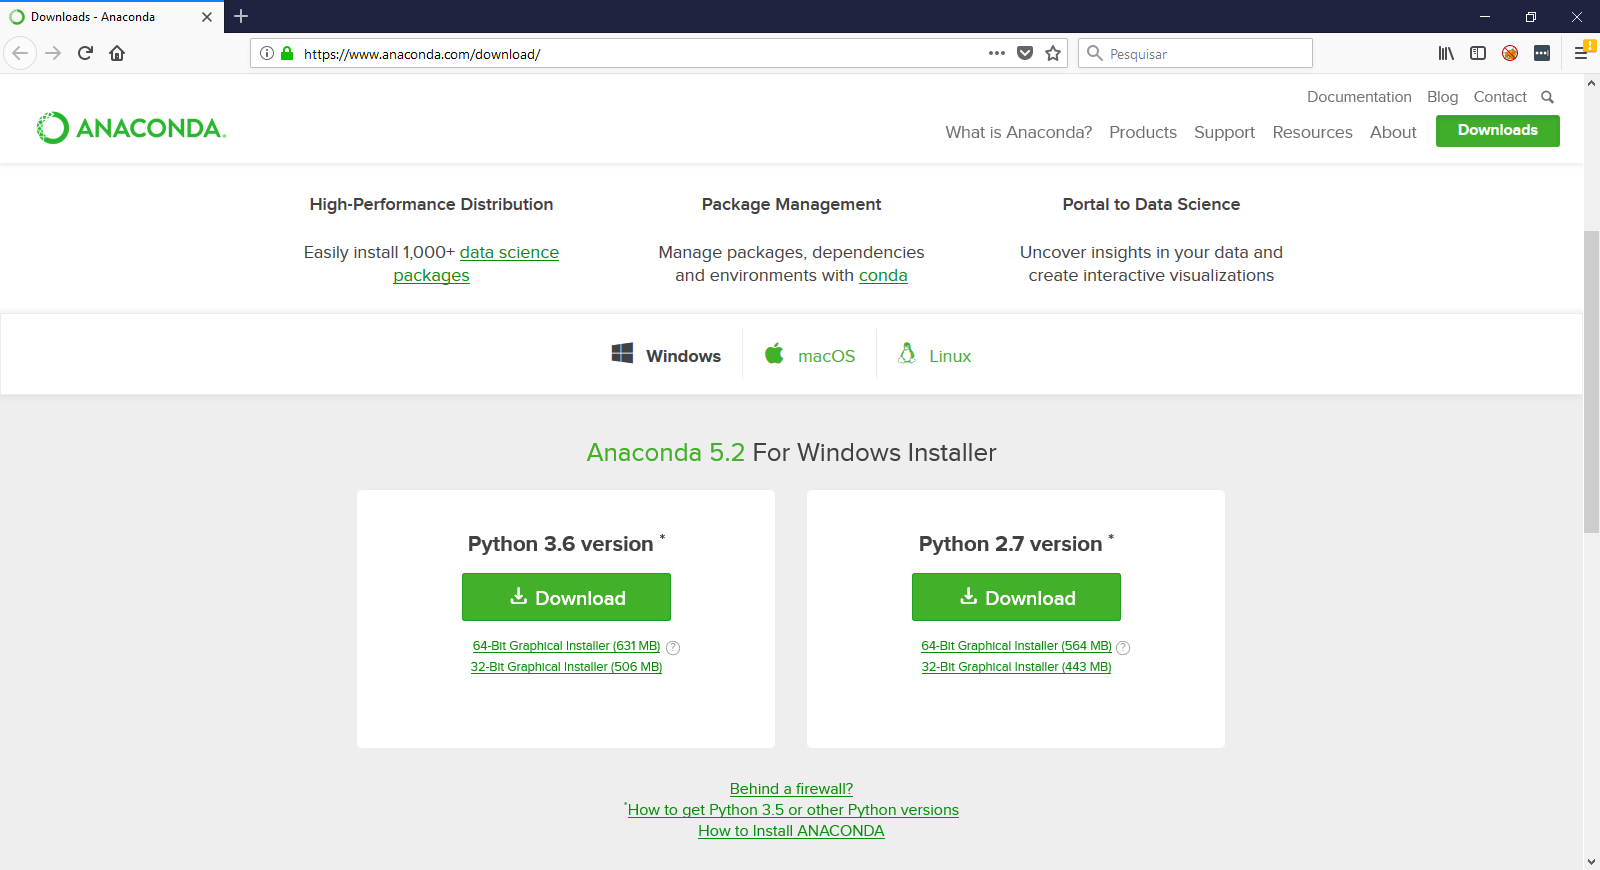 Downloads - Anaconda
https://www.anaconda.com/download/
Pesquisar
Documentation Blog Contact
ANACONDA.
What is Anaconda? Products Support Resources About Downloads
High-Performance Distribution
Easily install 1,000+ data science
packages
Package Management
Manage packages, dependencies
and environments with conda
Portal to Data Science
Uncover insights in your data and
create interactive visualizations
Windows
macOS
Linux
Anaconda 5.2 For Windows Installer
Python 3.6 version *
Download
64-Bit Graphical Installer (631 MB) ?
32-Bit Graphical Installer (506 MB)
Python 2.7 version *
Download
64-Bit Graphical Installer (564 MB) ?
32-Bit Graphical Installer (443 MB)
Behind a firewall?
*How to get Python 3.5 or other Python versions
How to Install ANACONDA